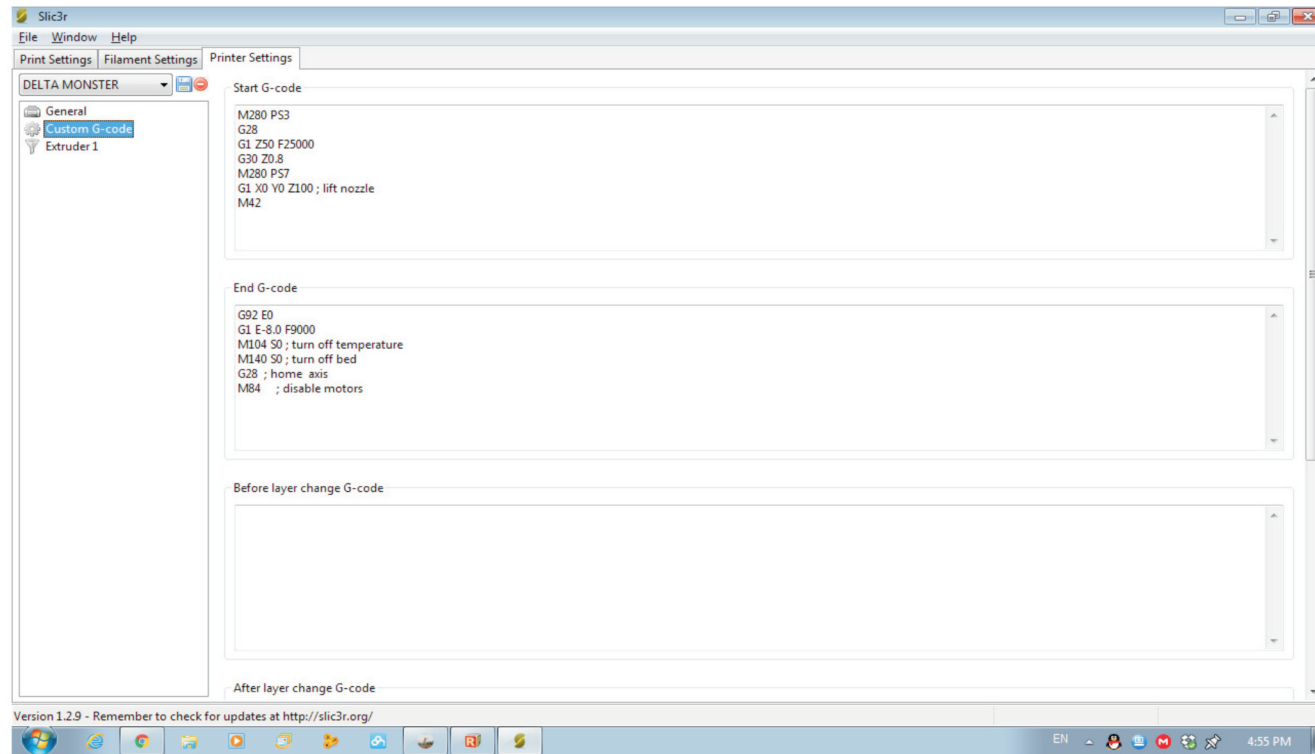 Slic3r
File Window Help
Print Settings Filament Settings Printer Settings
DELTA MONSTER
General
Custom G-code
Extruder 1
Start G-code
M280 PS3
G28
G1 Z50 F25000
G30 Z0.8
M280 PS7
G1 X0 Y0 Z100 ; lift nozzle
M42
End G-code
G92 E0
G1 E-8.0 F9000
M104 S0 ; turn off temperature
M140 S0 ; turn off bed
G28 ; home axis
M84 ; disable motors
Before layer change G-code
After layer change G-code
Version 1.2.9 - Remember to check for updates at http://slic3r.org/
EN 4:55 PM